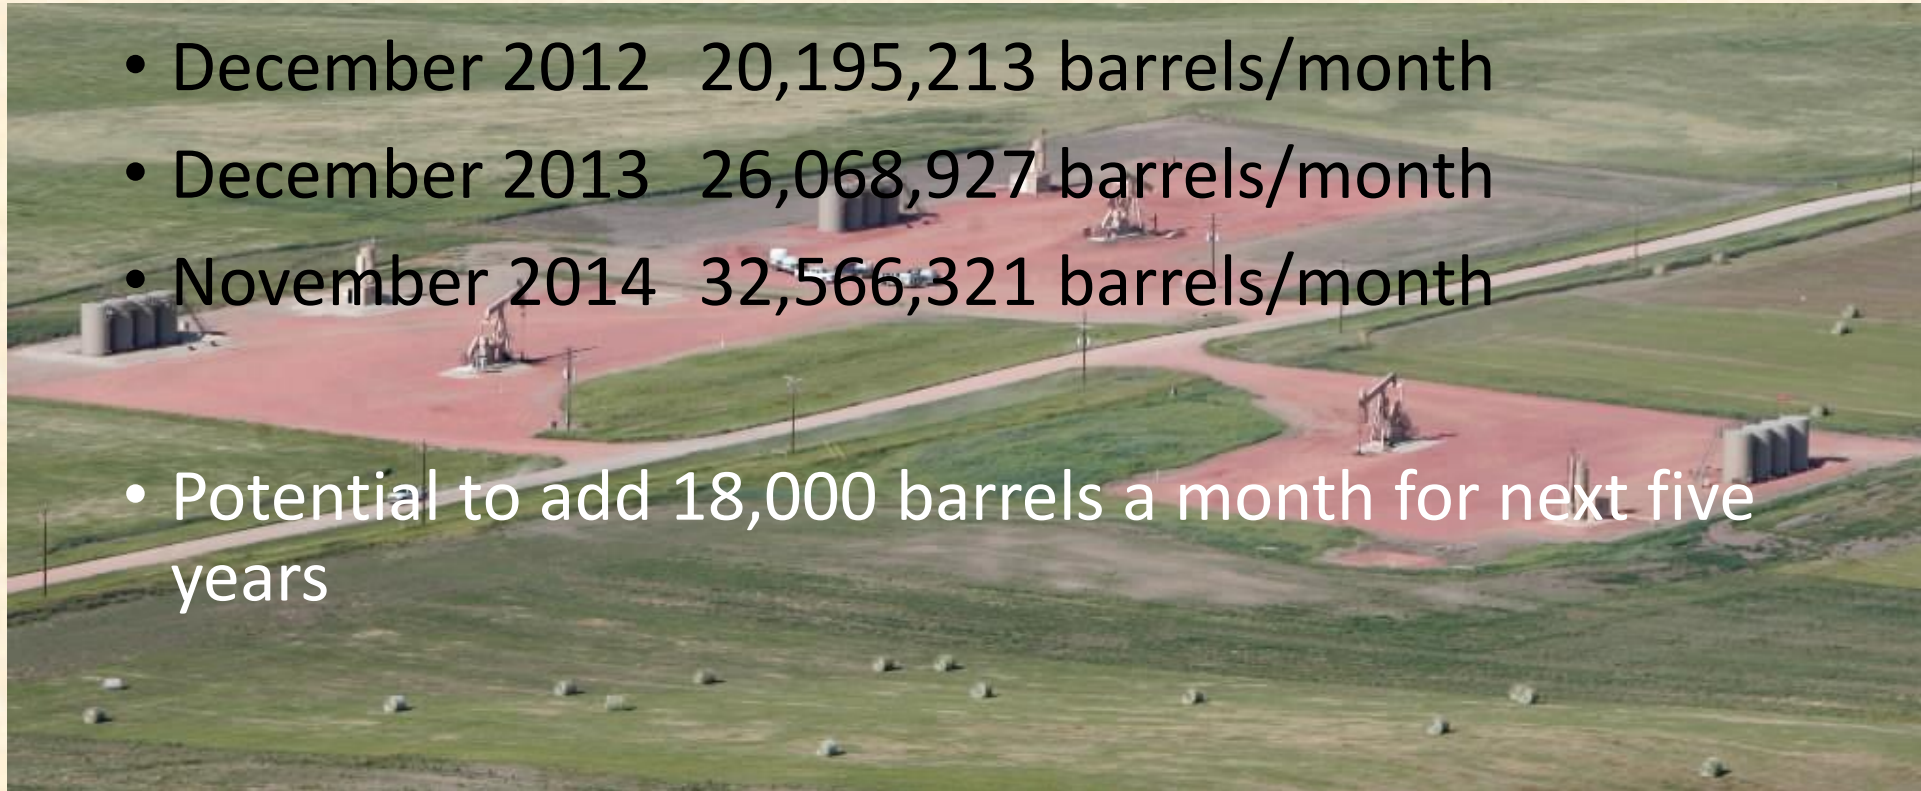 • December 2012 20,195,213 barrels/month
• December 2013 26,068,927 barrels/month
• November 2014 32,566,321 barrels/month
• Potential to add 18,000 barrels a month for next five
years